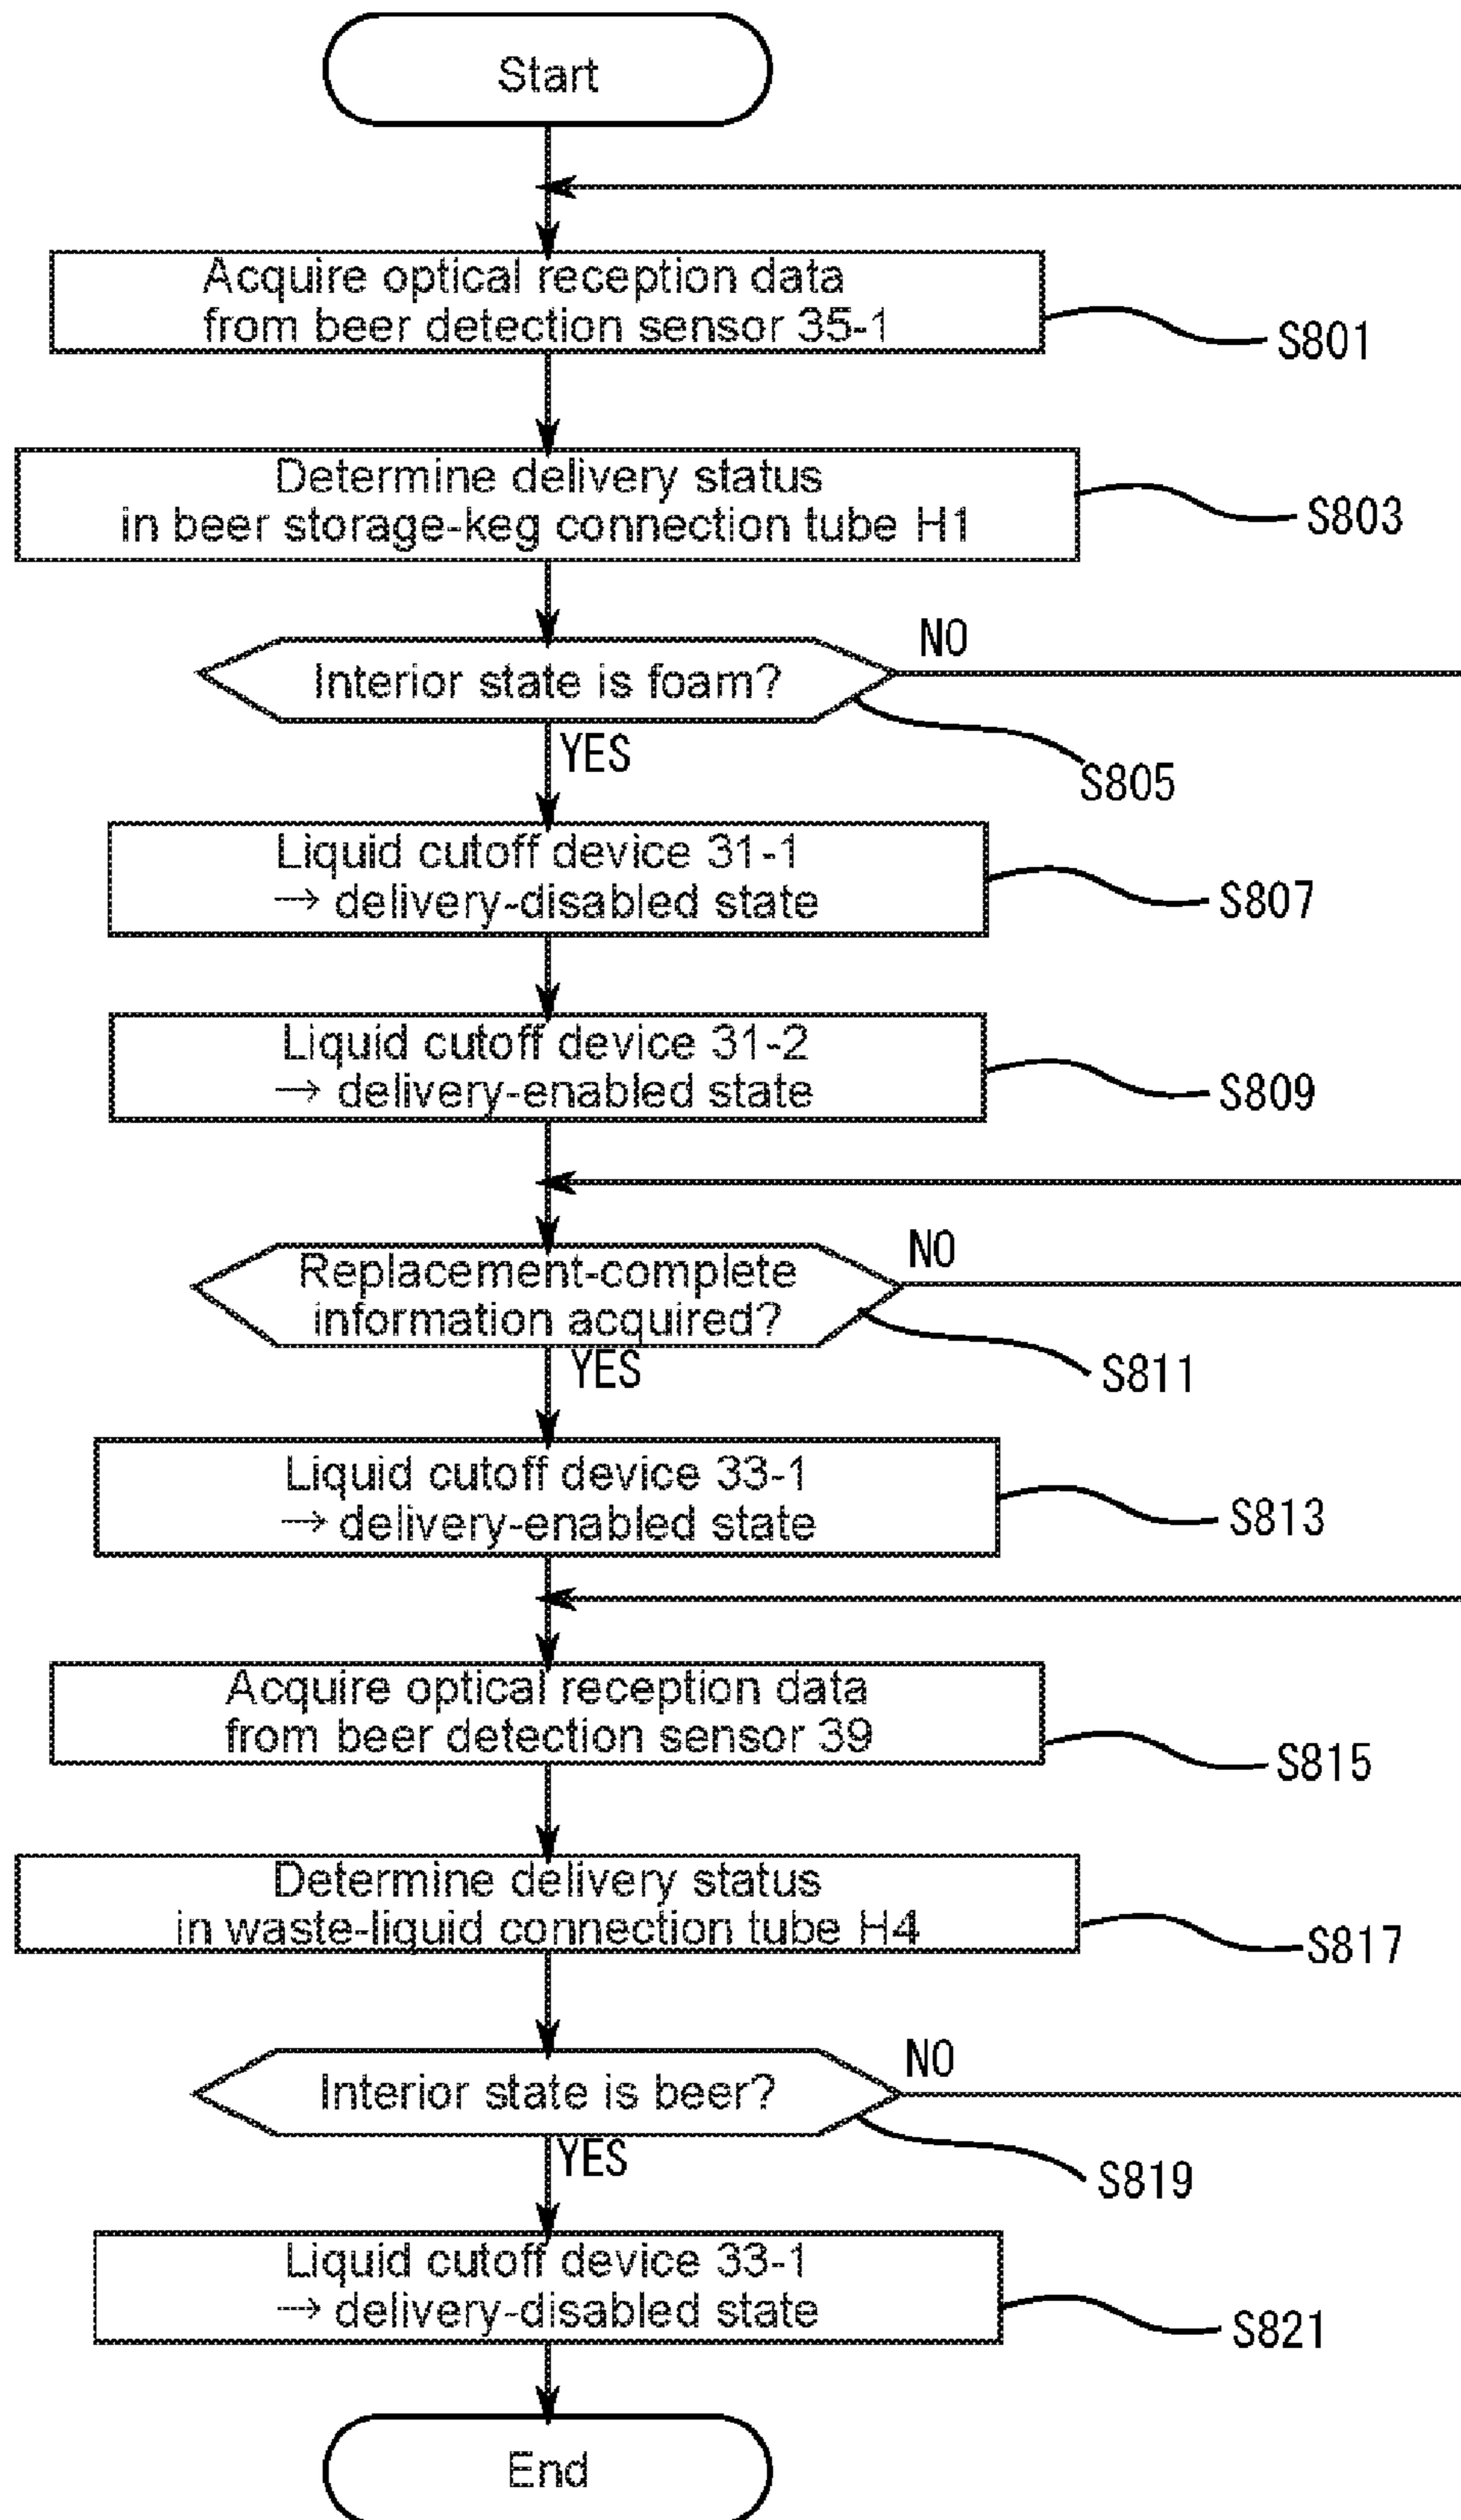 Start
Acquire optical reception data
from beer detection sensor 35-1
S801
Determine delivery status
in beer storage-keg connection tube H1
S803
Interior state is foam?
NO
S805
YES
Liquid cutoff device 31-1
→ delivery-disabled state
S807
Liquid cutoff device 31-2
→ delivery-enabled state
S809
Replacement-complete
information acquired?
NO
S811
YES
Liquid cutoff device 33-1
→ delivery-enabled state
S813
Acquire optical reception data
from beer detection sensor 39
S815
Determine delivery status
in waste-liquid connection tube H4
S817
Interior state is beer?
NO
S819
YES
Liquid cutoff device 33-1
→ delivery-disabled state
S821
End